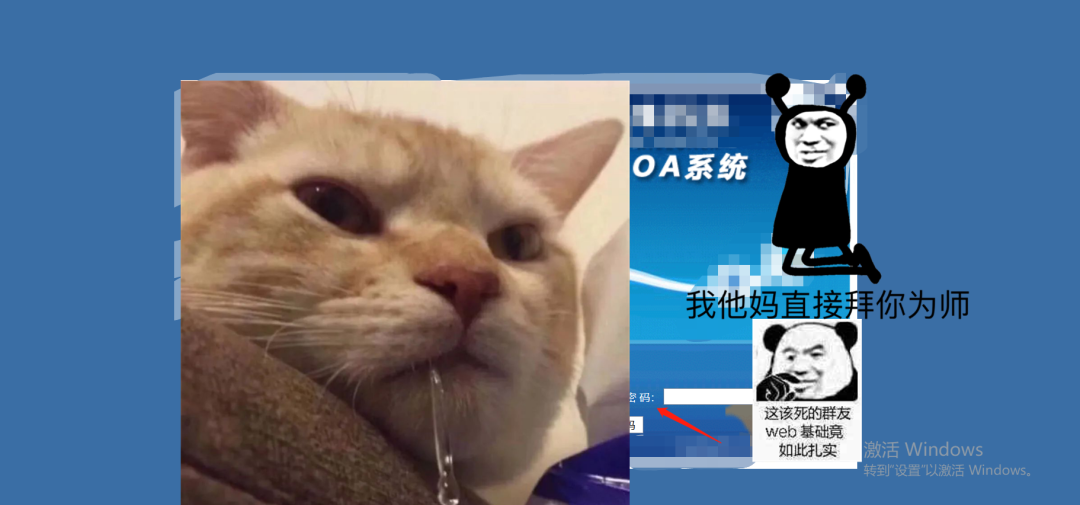 OA系统
我他妈直接拜你为师
密码:
码
这该死的群友
web 基础竟
如此扎实
激活 Windows
转到"设置"以激活 Windows。